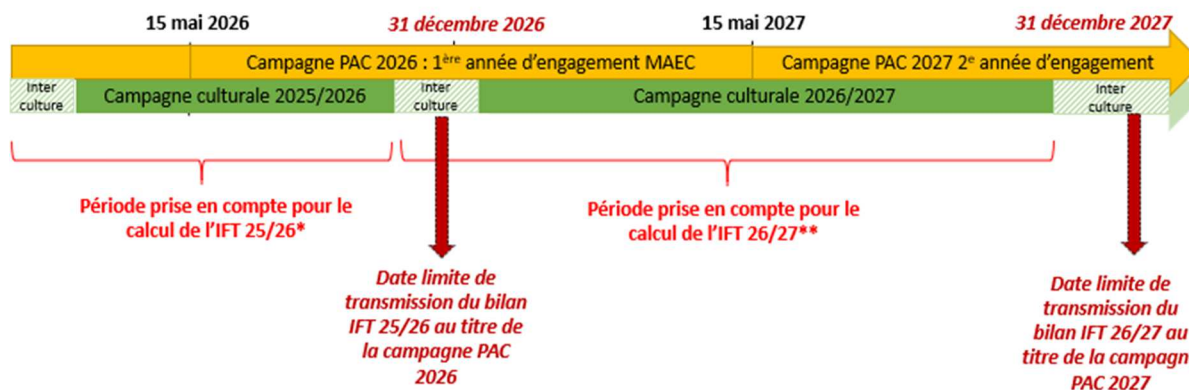 15 mai 2026
31 décembre 2026
15 mai 2027
31 décembre 2027
Campagne PAC 2026 : 1ère année d'engagement MAEC
Campagne PAC 2027 2e année d'engagement
Inter
culture
Campagne culturale 2025/2026
Inter
culture
Campagne culturale 2026/2027
Inter
culture
Période prise en compte pour le
calcul de l'IFT 25/26*
Période prise en compte pour le
calcul de l'IFT 26/27**
Date limite de
transmission du bilan
IFT 25/26 au titre de
la campagne PAC
2026
Date limite de
transmission du
bilan IFT 26/27 au
titre de la campagn
PAC 2027